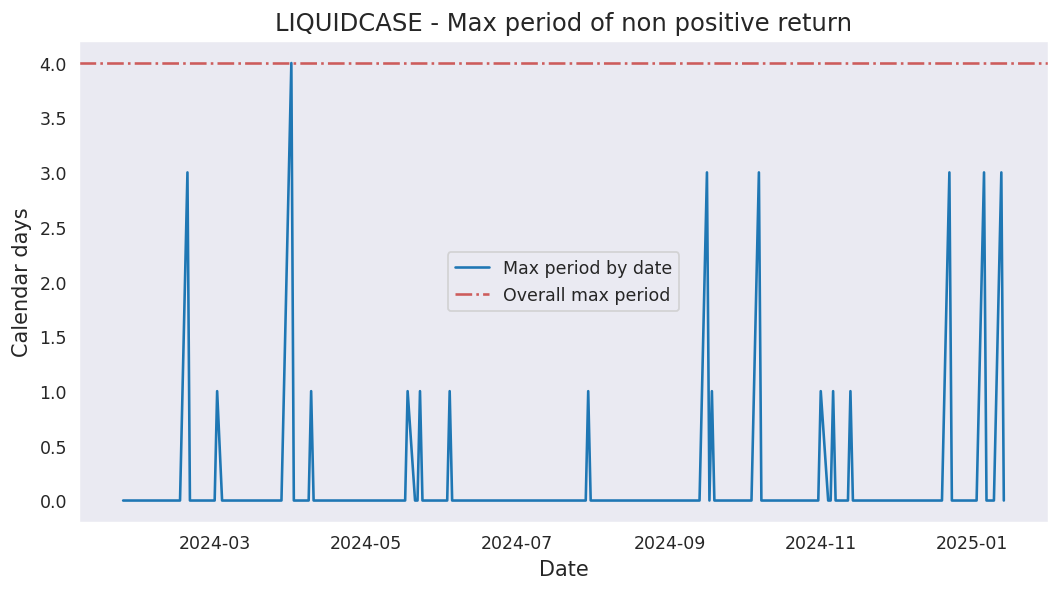 LIQUIDCASE - Max period of non positive return
Calendar days
4.0
3.5
3.0
2.5
2.0
1.5
1.0
0.5
0.0
Max period by date
Overall max period
2024-03 2024-05 2024-07 2024-09 2024-11 2025-01
Date